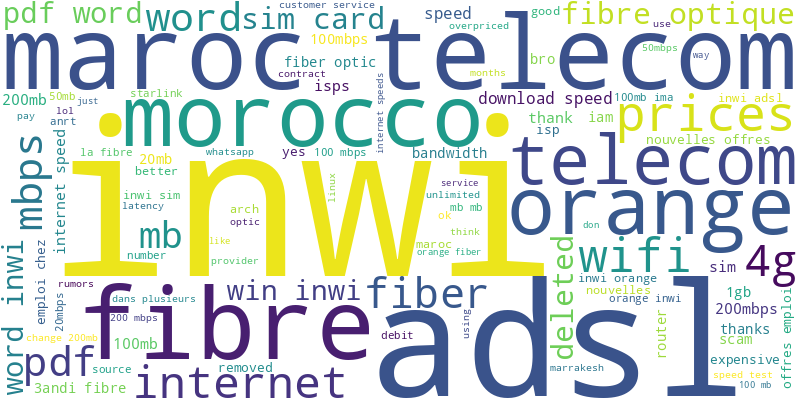 pdf word
word
sim card
customer service
speed
good
fibre optique
overpriced
use
100mbps
bro
50mbps
way
maroc telecom
fiber optic
contract
months
isps
200mb
50mb
just
starlink
internet speeds
download speed
100mb ima
inwi adsl
lol
anrt
pay
morocco
thank
iam
prices
isp
nouvelles offres
mbps
internet speed
la fibre
whatsapp
yes
100 mbps
bandwidth
telecom
20mb
better
inwi
linux
service
unlimited
mb mb
orange
inwi sim
latency
arch
optic
ok
don
mb
number
like
provider
think
maroc
orange fiber
wifi
4g
word inwi
emploi chez
deleted
sim
rumors
dans plusieurs
win inwi
fiber
inwi orange
nouvelles
orange inwi
1gb
200mbps
offres emploi
20mbps
200 mbps
fibre
using
adsl
router
thanks
scam
change 200mb
100mb
debit
pdf
source
removed
marrakesh
expensive
speed test
3andi fibre
internet
100 mb